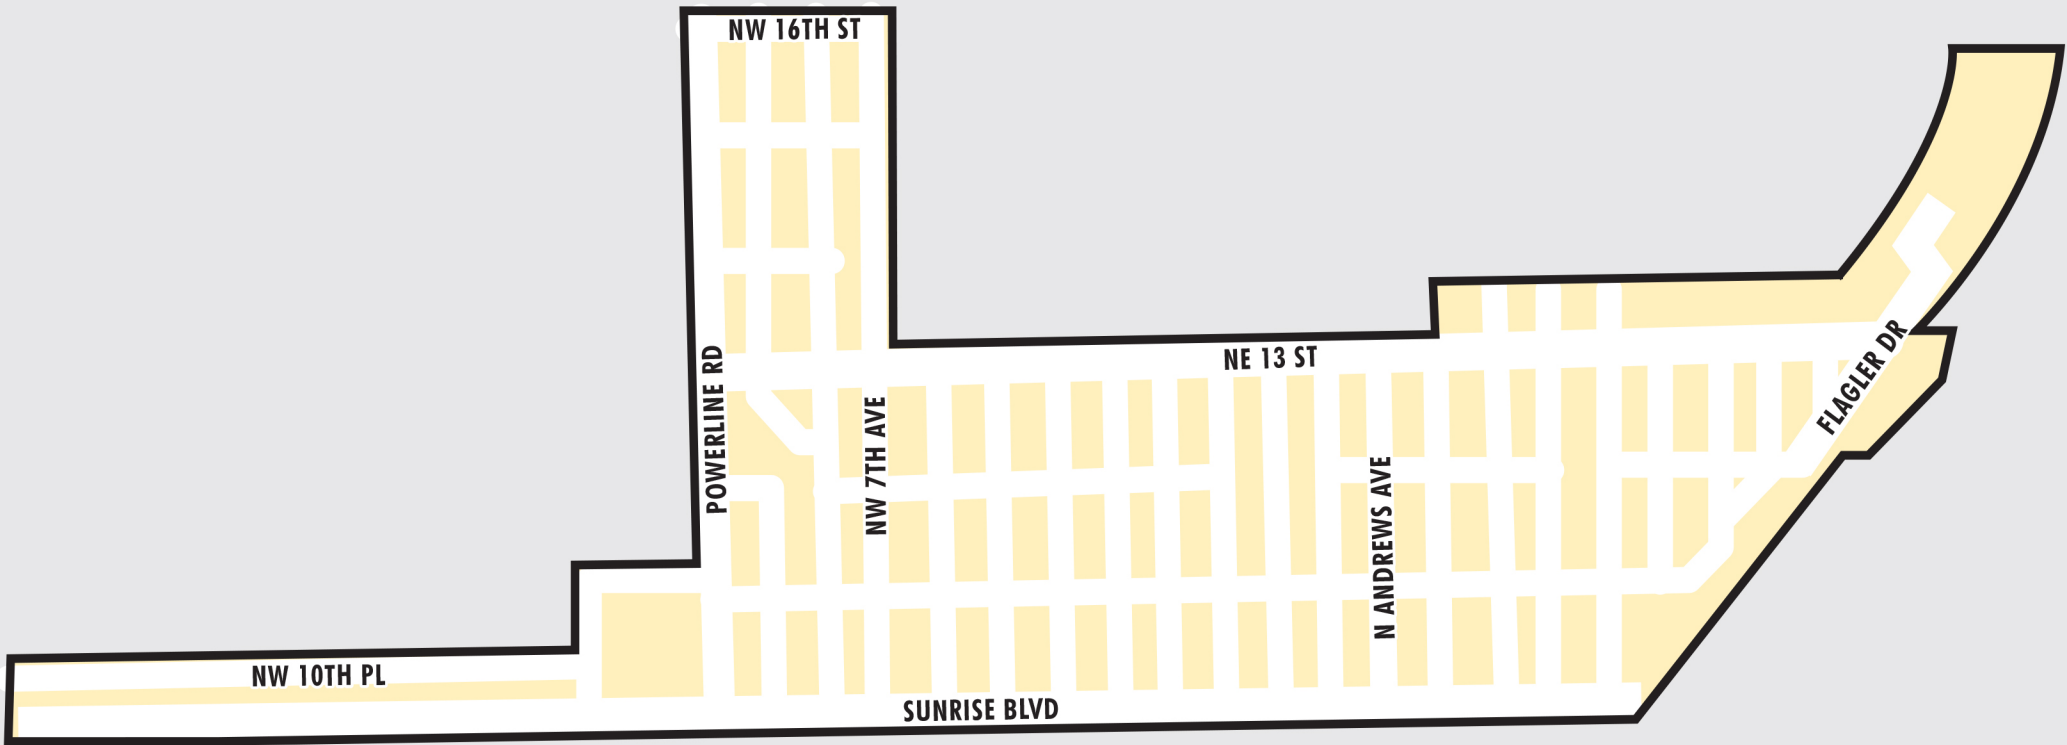 NW 16TH ST
NE 13 ST
POWERLINE RD
NW 7TH AVE
FLAGLER DR
N ANDREWS AVE
NW 10TH PL
SUNRISE BLVD